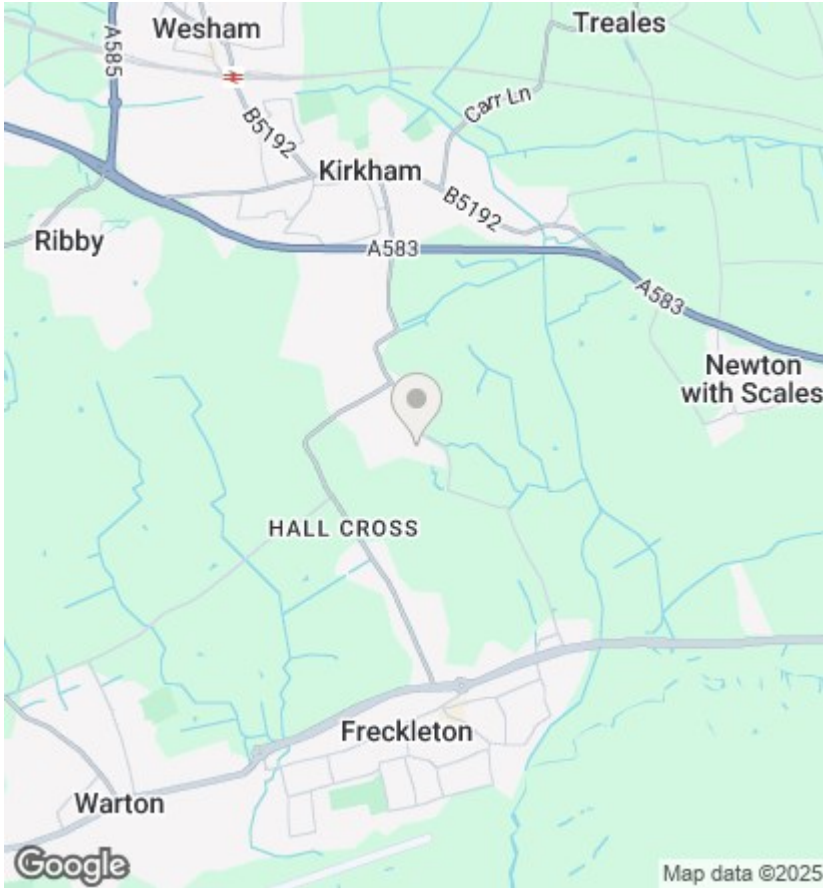 Wesham
Treales
A585
B5192
Carr Ln
Kirkham
B5192
Ribby
A583
A583
Newton
with Scales
HALL CROSS
Freckleton
Warton
Google
Map data ©2025